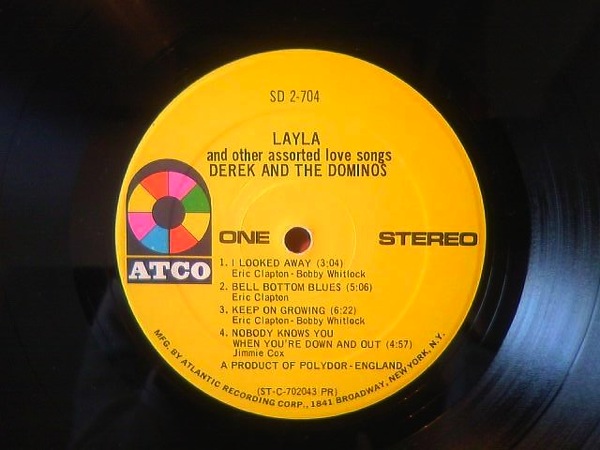 SD 2-704
LAYLA
and other assorted love songs
DEREK AND THE DOMINOS
ATCO
ONE
STEREO
1. I LOOKED AWAY (3:04)
Eric Clapton - Bobby Whitlock
2. BELL BOTTOM BLUES (5:06)
Eric Clapton
3. KEEP ON GROWING (6:22)
Eric Clapton - Bobby Whitlock
4. NOBODY KNOWS YOU
WHEN YOU'RE DOWN AND OUT (4:57)
Jimmie Cox
A PRODUCT OF POLYDOR - ENGLAND
(ST-C-702043 PR)
MFG. BY ATLANTIC RECORDING CORP., 1841 BROADWAY, NEW YORK, N.Y.